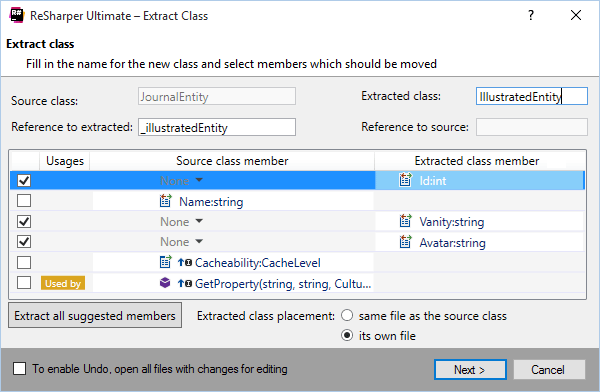 R# ReSharper Ultimate – Extract Class ?
Extract class
Fill in the name for the new class and select members which should be moved
Source class: JournalEntity Extracted class: IllustratedEntity
Reference to extracted: _illustratedEntity Reference to source:
Usages Source class member Extracted class member
None Id:int
Name:string
None Vanity:string
None Avatar:string
Cacheability:CacheLevel
Used by GetProperty(string, string, Cultu...
Extract all suggested members Extracted class placement: same file as the source class
its own file
To enable Undo, open all files with changes for editing Next > Cancel